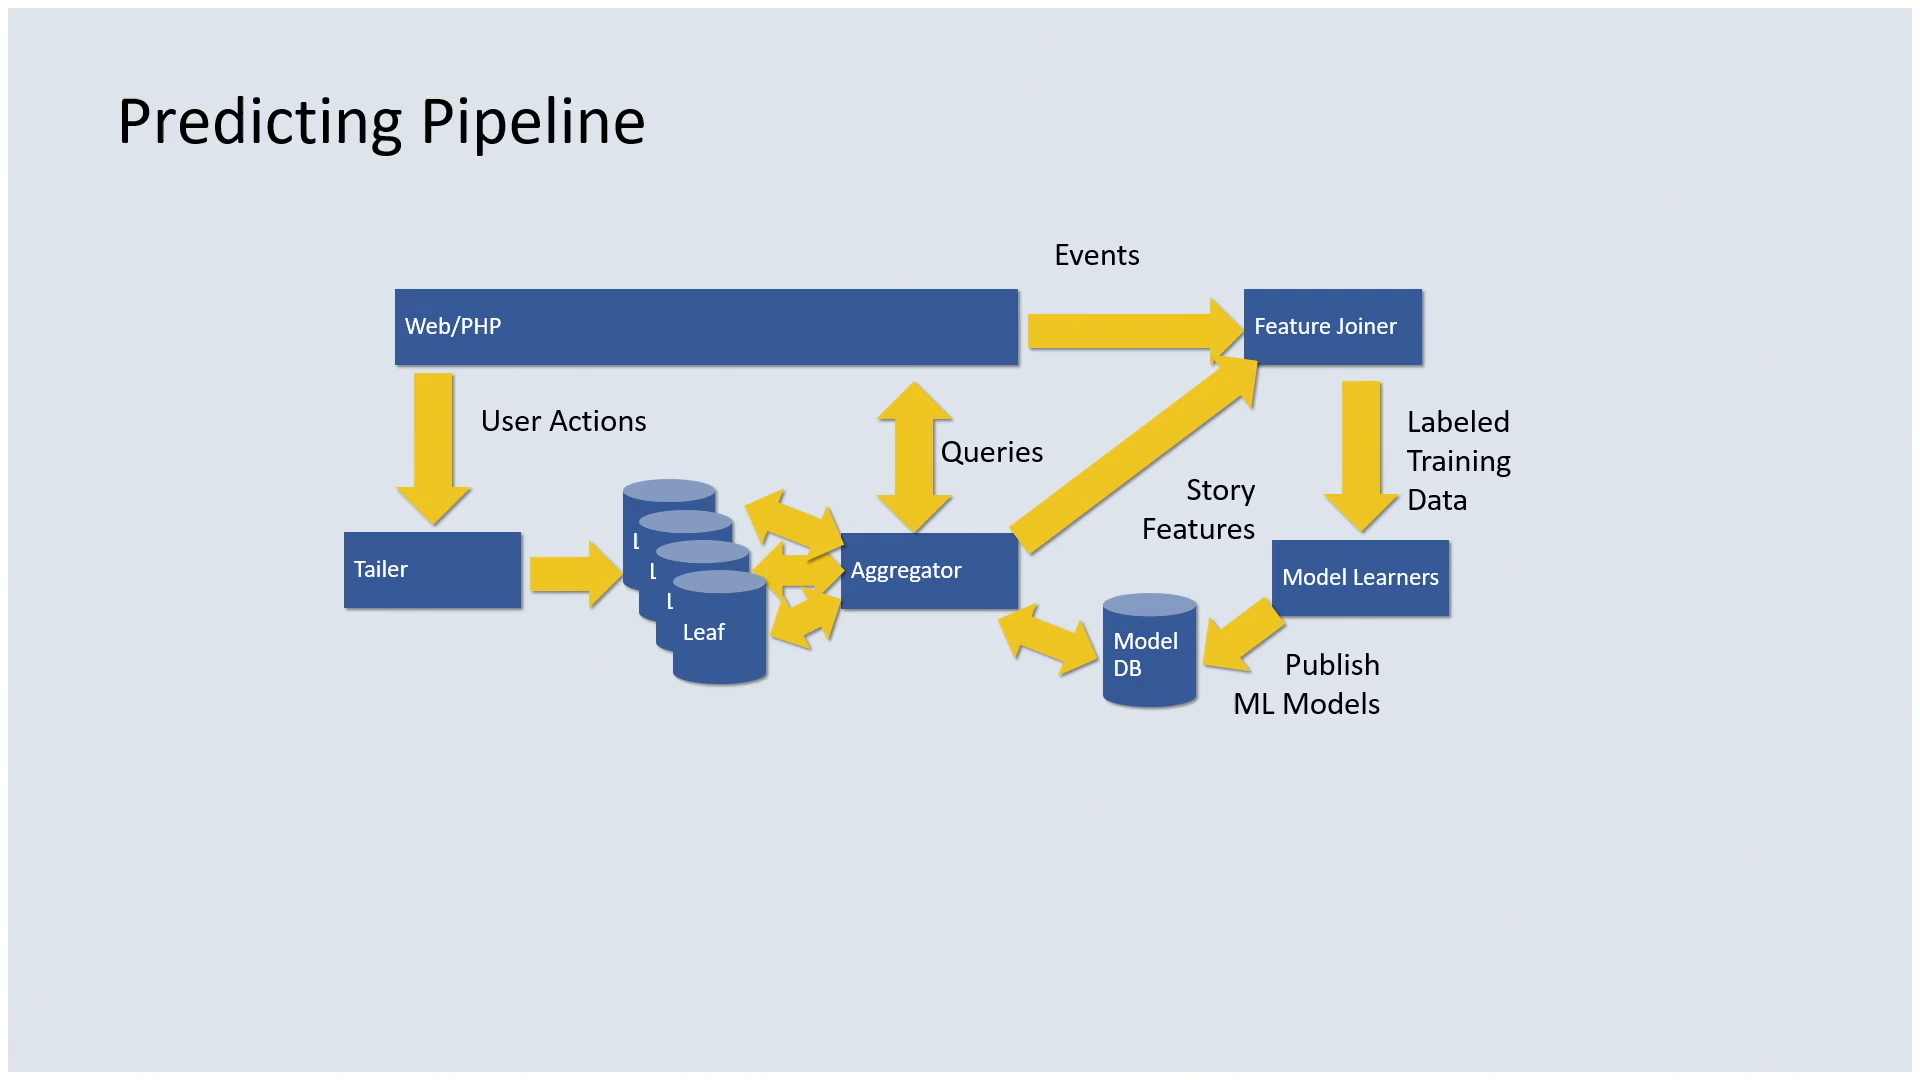 Predicting Pipeline
Events
Web/PHP
Feature Joiner
User Actions
Queries
Labeled
Training
Data
Story
Features
L
L
L
Leaf
Tailer
Aggregator
Model Learners
Model
DB
Publish
ML Models